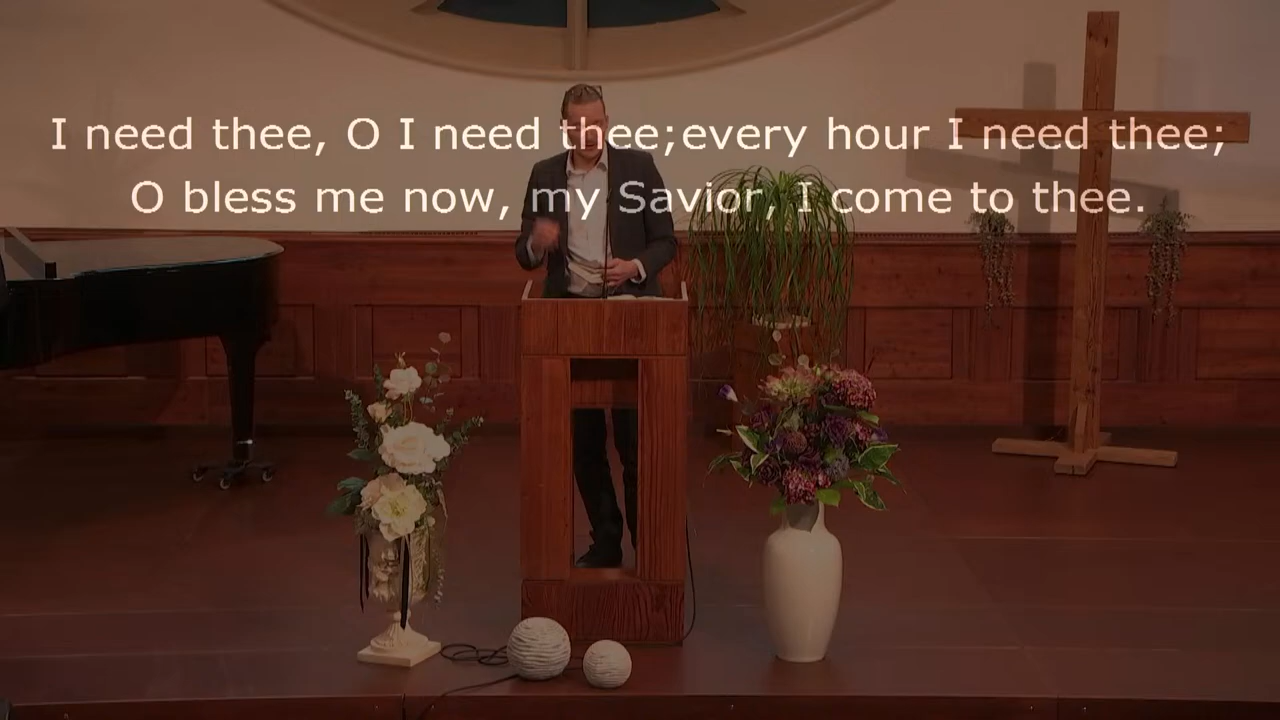 I need thee, O I need thee;every hour I need thee;
O bless me now, my Savior, I come to thee.